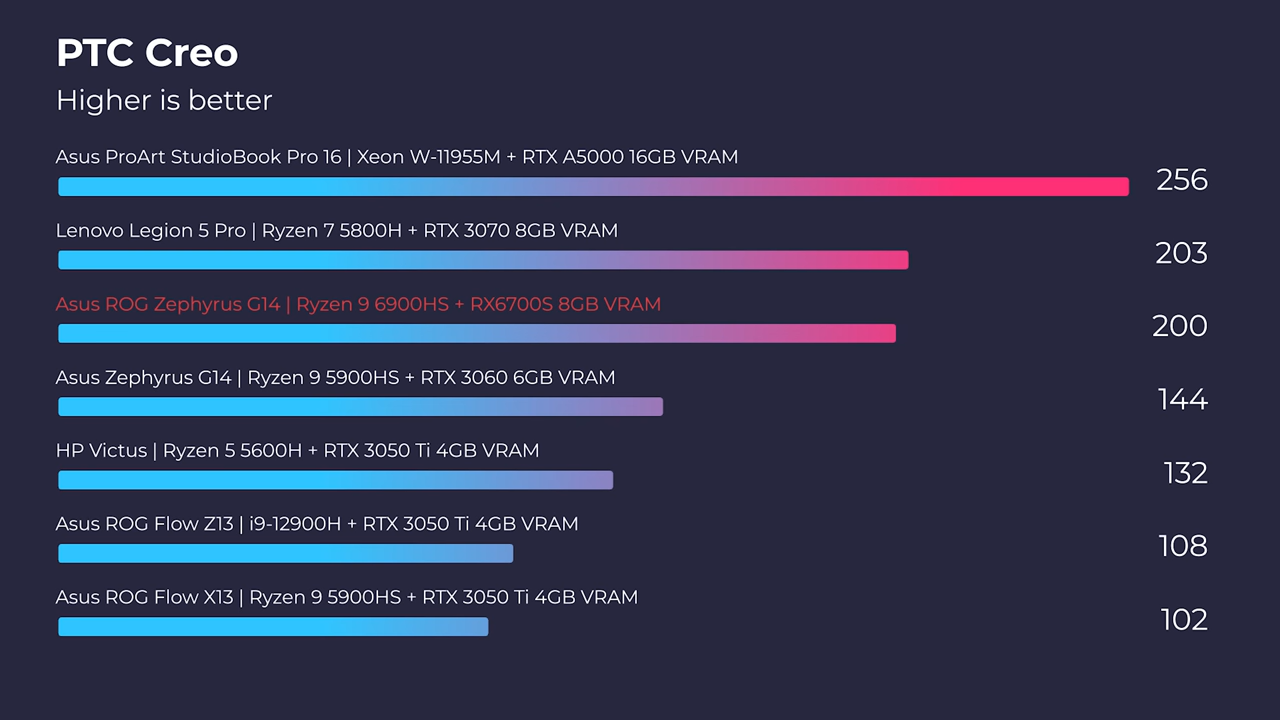 PTC Creo
Higher is better
Asus ProArt StudioBook Pro 16 | Xeon W-11955M + RTX A5000 16GB VRAM
256
Lenovo Legion 5 Pro | Ryzen 7 5800H + RTX 3070 8GB VRAM
203
Asus ROG Zephyrus G14 | Ryzen 9 6900HS + RX6700S 8GB VRAM
200
Asus Zephyrus G14 | Ryzen 9 5900HS + RTX 3060 6GB VRAM
144
HP Victus | Ryzen 5 5600H + RTX 3050 Ti 4GB VRAM
132
Asus ROG Flow Z13 | i9-12900H + RTX 3050 Ti 4GB VRAM
108
Asus ROG Flow X13 | Ryzen 9 5900HS + RTX 3050 Ti 4GB VRAM
102